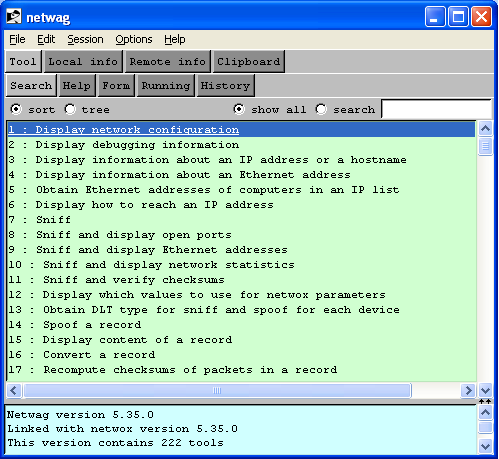 netwag
File Edit Session Options Help
Tool Local info Remote info Clipboard
Search Help Form Running History
sort tree show all search
1 : Display network configuration
2 : Display debugging information
3 : Display information about an IP address or a hostname
4 : Display information about an Ethernet address
5 : Obtain Ethernet addresses of computers in an IP list
6 : Display how to reach an IP address
7 : Sniff
8 : Sniff and display open ports
9 : Sniff and display Ethernet addresses
10 : Sniff and display network statistics
11 : Sniff and verify checksums
12 : Display which values to use for netwox parameters
13 : Obtain DLT type for sniff and spoof for each device
14 : Spoof a record
15 : Display content of a record
16 : Convert a record
17 : Recompute checksums of packets in a record
Netwag version 5.35.0
Linked with netwox version 5.35.0
This version contains 222 tools